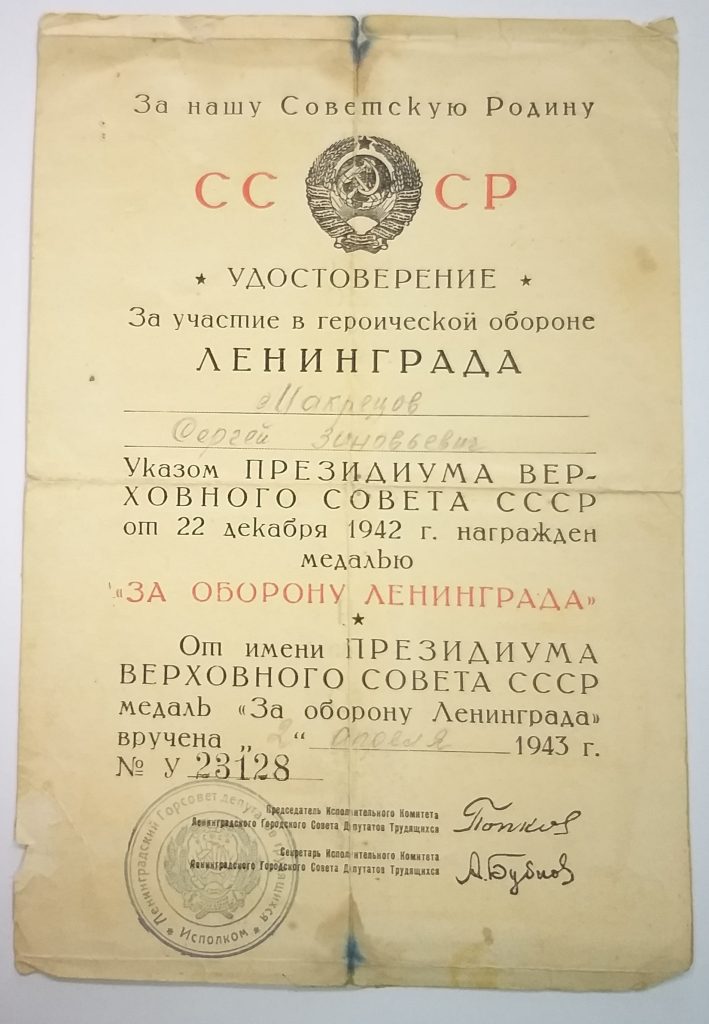 За нашу Советскую Родину
СССР
УДОСТОВЕРЕНИЕ
За участие в героической обороне
ЛЕНИНГРАДА
Макрецов
Сергей Зиновьевич
Указом ПРЕЗИДИУМА ВЕР-
ХОВНОГО СОВЕТА СССР
от 22 декабря 1942 г. награжден
медалью
«ЗА ОБОРОНУ ЛЕНИНГРАДА»
От имени ПРЕЗИДИУМА
ВЕРХОВНОГО СОВЕТА СССР
медаль «За оборону Ленинграда»
вручена „2“ апреля 1943 г.
№ У 23128
Председатель Исполнительного Комитета
Ленинградского Городского Совета Депутатов Трудящихся
Попков
Секретарь Исполнительного Комитета
Ленинградского Городского Совета Депутатов Трудящихся
А.Бубнов
Ленинградский Горсовет депутатов трудящихся
Исполком